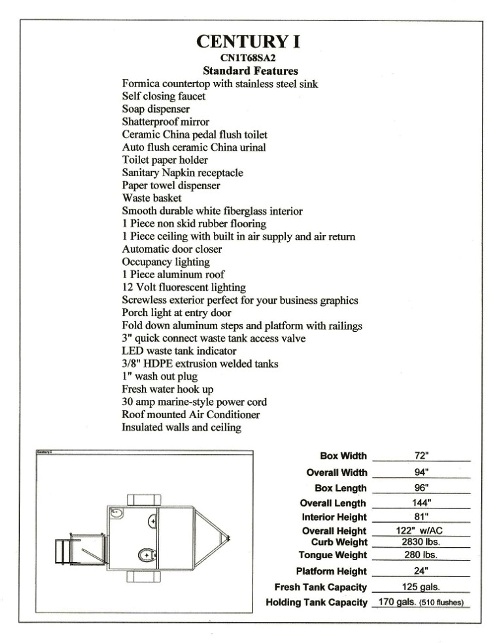 CENTURY I
CN1T68SA2
Standard Features
Formica countertop with stainless steel sink
Self closing faucet
Soap dispenser
Shatterproof mirror
Ceramic China pedal flush toilet
Auto flush ceramic China urinal
Toilet paper holder
Sanitary Napkin receptacle
Paper towel dispenser
Waste basket
Smooth durable white fiberglass interior
1 Piece non skid rubber flooring
1 Piece ceiling with built in air supply and air return
Automatic door closer
Occupancy lighting
1 Piece aluminum roof
12 Volt fluorescent lighting
Screwless exterior perfect for your business graphics
Porch light at entry door
Fold down aluminum steps and platform with railings
3" quick connect waste tank access valve
LED waste tank indicator
3/8" HDPE extrusion welded tanks
1" wash out plug
Fresh water hook up
30 amp marine-style power cord
Roof mounted Air Conditioner
Insulated walls and ceiling
Century I
Box Width 72"
Overall Width 94"
Box Length 96"
Overall Length 144"
Interior Height 81"
Overall Height 122" w/AC
Curb Weight 2830 lbs.
Tongue Weight 280 lbs.
Platform Height 24"
Fresh Tank Capacity 125 gals.
Holding Tank Capacity 170 gals. (510 flushes)